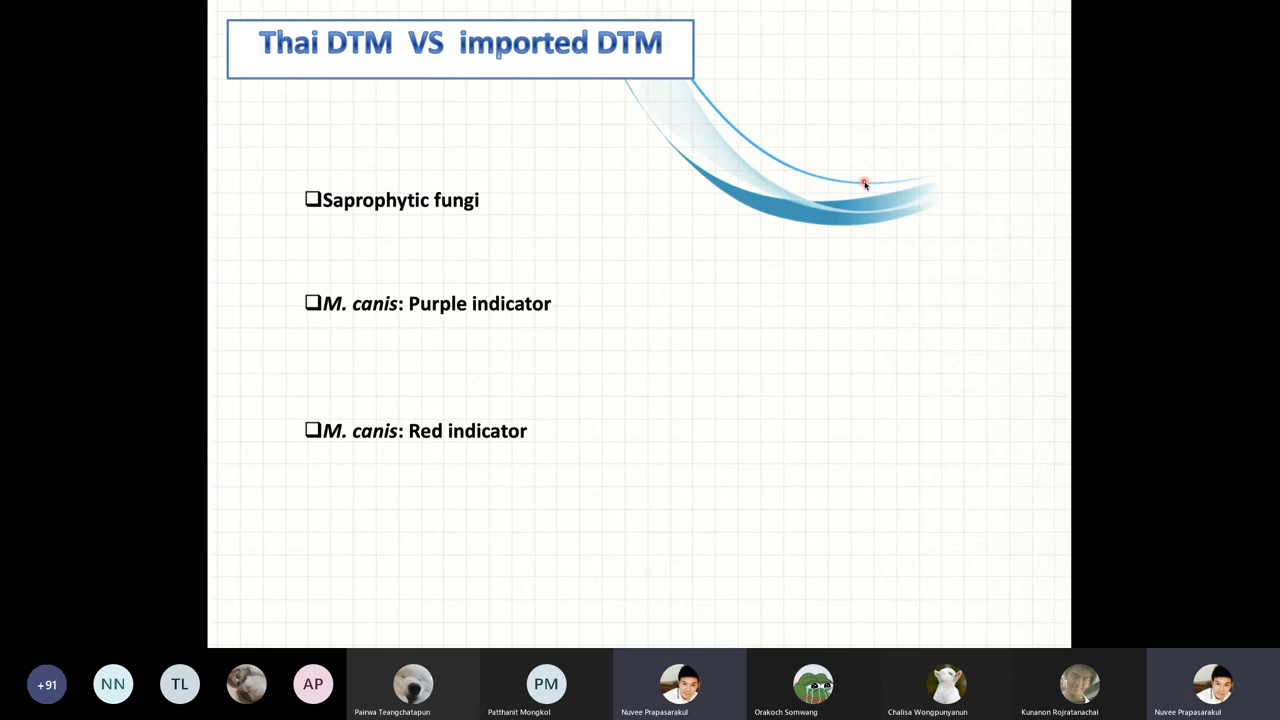 Thai DTM VS imported DTM
❑Saprophytic fungi
❑M. canis: Purple indicator
❑M. canis: Red indicator
+91
NN
TL
AP
PM
Pairwa Teangchatapun
Patthanit Mongkol
Nuvee Prapasarakul
Orakoch Somwang
Chalisa Wongpunyanun
Kunanon Rojratanachai
Nuvee Prapasarakul